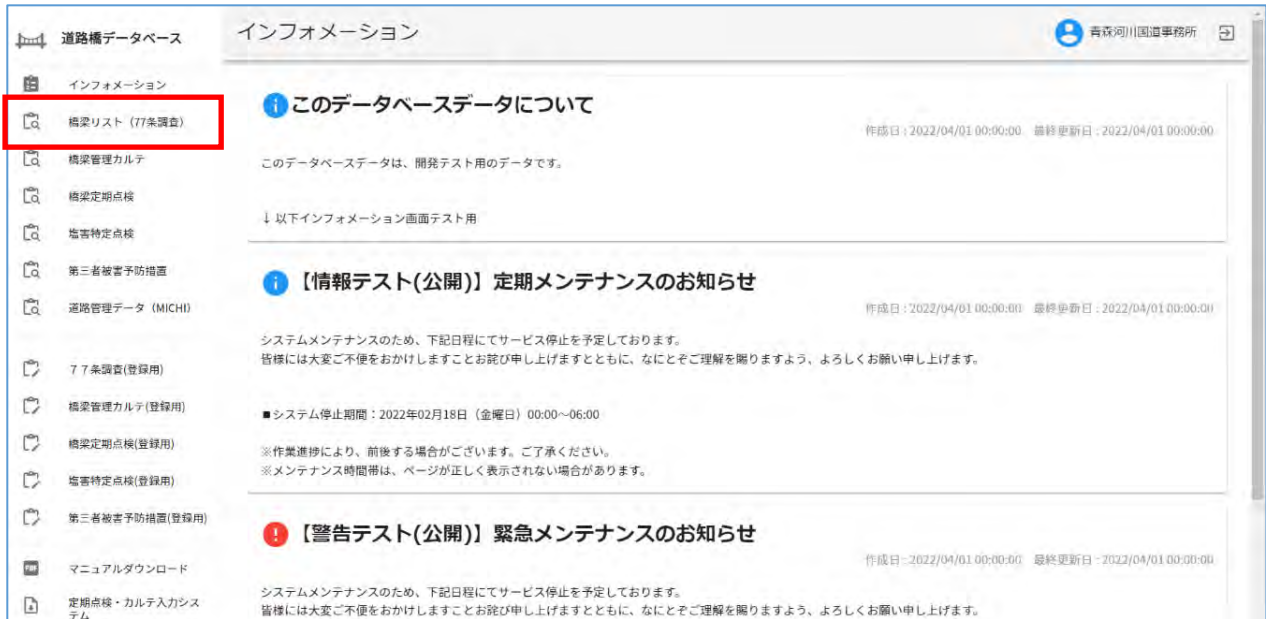 道路橋データベース
インフォメーション
橋梁リスト（77条調査）
橋梁管理カルテ
橋梁定期点検
塩害特定点検
第三者被害予防措置
道路管理データ（MICHI）
７７条調査(登録用)
橋梁管理カルテ(登録用)
橋梁定期点検(登録用)
塩害特定点検(登録用)
第三者被害予防措置(登録用)
マニュアルダウンロード
定期点検・カルテ入力シス
テム
インフォメーション
青森河川国道事務所
このデータベースデータについて
作成日：2022/04/01 00:00:00　最終更新日：2022/04/01 00:00:00
このデータベースデータは、開発テスト用のデータです。
↓以下インフォメーション画面テスト用
【情報テスト(公開)】定期メンテナンスのお知らせ
作成日：2022/04/01 00:00:00　最終更新日：2022/04/01 00:00:00
システムメンテナンスのため、下記日程にてサービス停止を予定しております。
皆様には大変ご不便をおかけしますことお詫び申し上げますとともに、なにとぞご理解を賜りますよう、よろしくお願い申し上げます。
■システム停止期間：2022年02月18日（金曜日）00:00～06:00
※作業進捗により、前後する場合がございます。ご了承ください。
※メンテナンス時間帯は、ページが正しく表示されない場合があります。
【警告テスト(公開)】緊急メンテナンスのお知らせ
作成日：2022/04/01 00:00:00　最終更新日：2022/04/01 00:00:00
システムメンテナンスのため、下記日程にてサービス停止を予定しております。
皆様には大変ご不便をおかけしますことお詫び申し上げますとともに、なにとぞご理解を賜りますよう、よろしくお願い申し上げます。